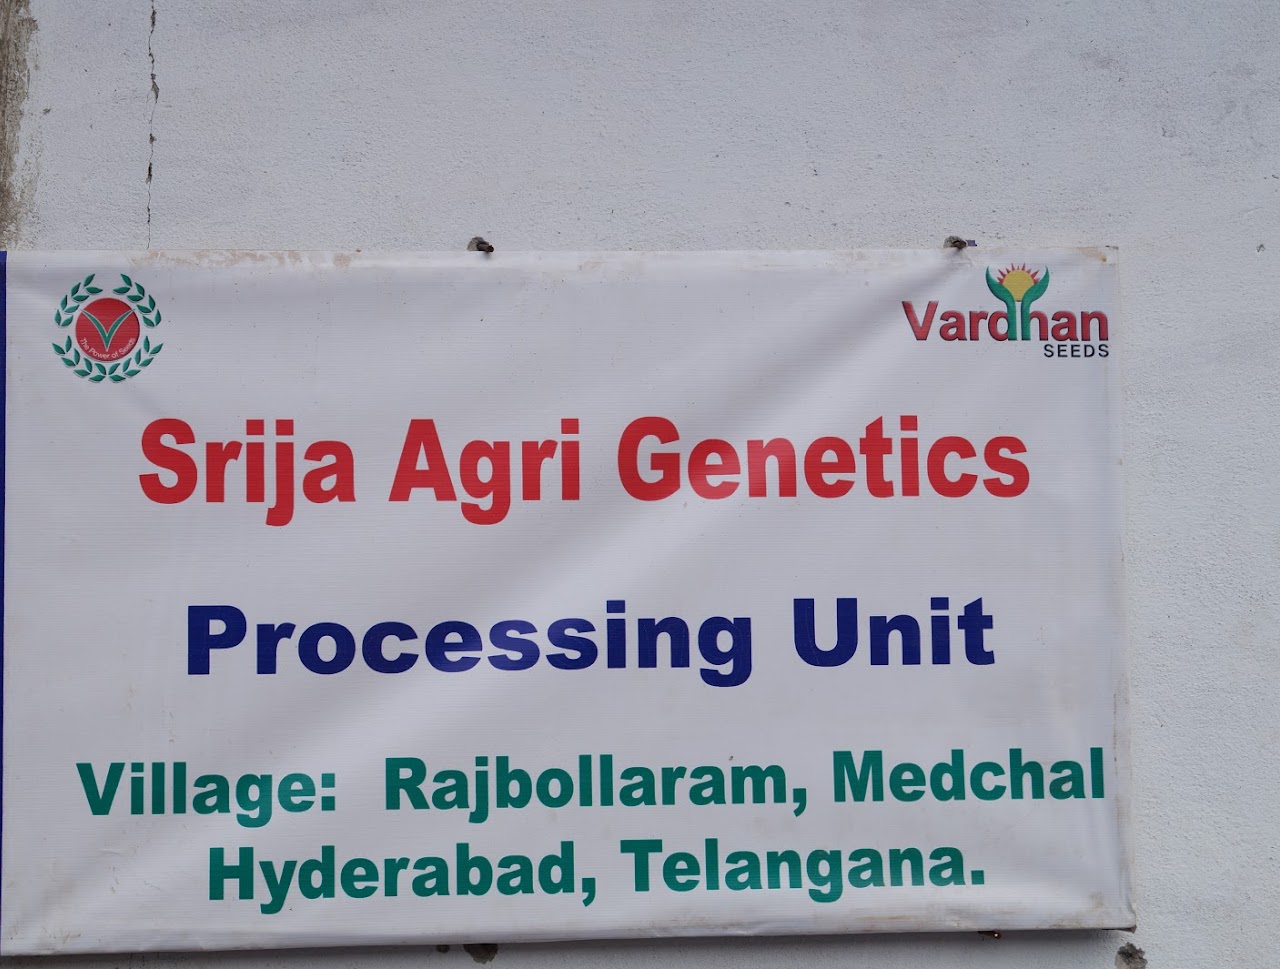 The Power of Seeds
Vardhan
SEEDS
Srija Agri Genetics
Processing Unit
Village: Rajbollaram, Medchal
Hyderabad, Telangana.